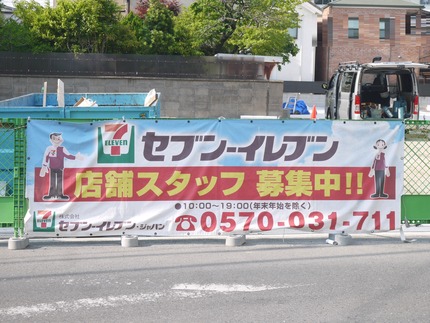 7
ELEVEN
セブン-イレブン
店舗スタッフ 募集中!!
●10:00~19:00(年末年始を除く)
7
ELEVEN
株式会社
セブン-イレブン・ジャパン
☎0570-031-711